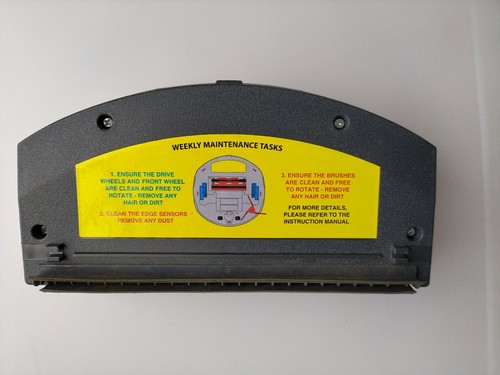 WEEKLY MAINTENANCE TASKS
1. ENSURE THE DRIVE
WHEELS AND FRONT WHEEL
ARE CLEAN AND FREE TO
ROTATE - REMOVE ANY
HAIR OR DIRT
2. CLEAN THE EDGE SENSORS
- REMOVE ANY DUST
3. ENSURE THE BRUSHES
ARE CLEAN AND FREE
TO ROTATE - REMOVE
ANY HAIR OR DIRT
FOR MORE DETAILS,
PLEASE REFER TO THE
INSTRUCTION MANUAL